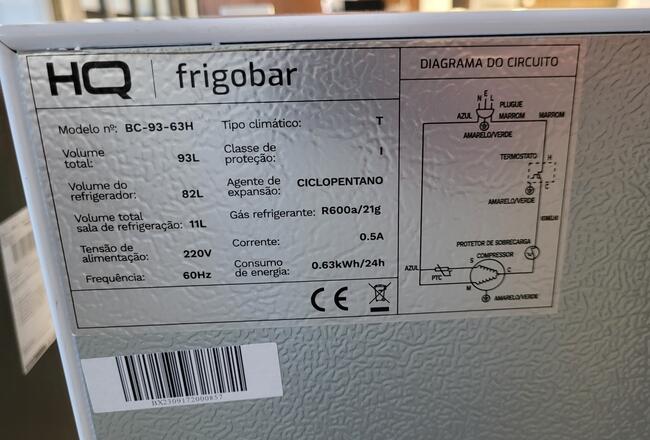 HQ frigobar
Modelo nº: BC-93-63H
Volume
total: 93L
Volume do
refrigerador: 82L
Volume total
sala de refrigeração: 11L
Tensão de
alimentação: 220V
Frequência: 60Hz
Tipo climático: T
Classe de
proteção: I
Agente de
expansão: CICLOPENTANO
Gás refrigerante: R600a/21g
Corrente: 0.5A
Consumo
de energia: 0.63kWh/24h
CE
DIAGRAMA DO CIRCUITO
E
N L
PLUGUE
AZUL MARROM MARROM
AMARELO/VERDE
TERMOSTATO H
C
AMARELO/VERDE
VERMELHO
PROTETOR DE SOBRECARGA
COMPRESSOR
AZUL S C
PTC
M
AMARELO/VERDE
BX2309172000857